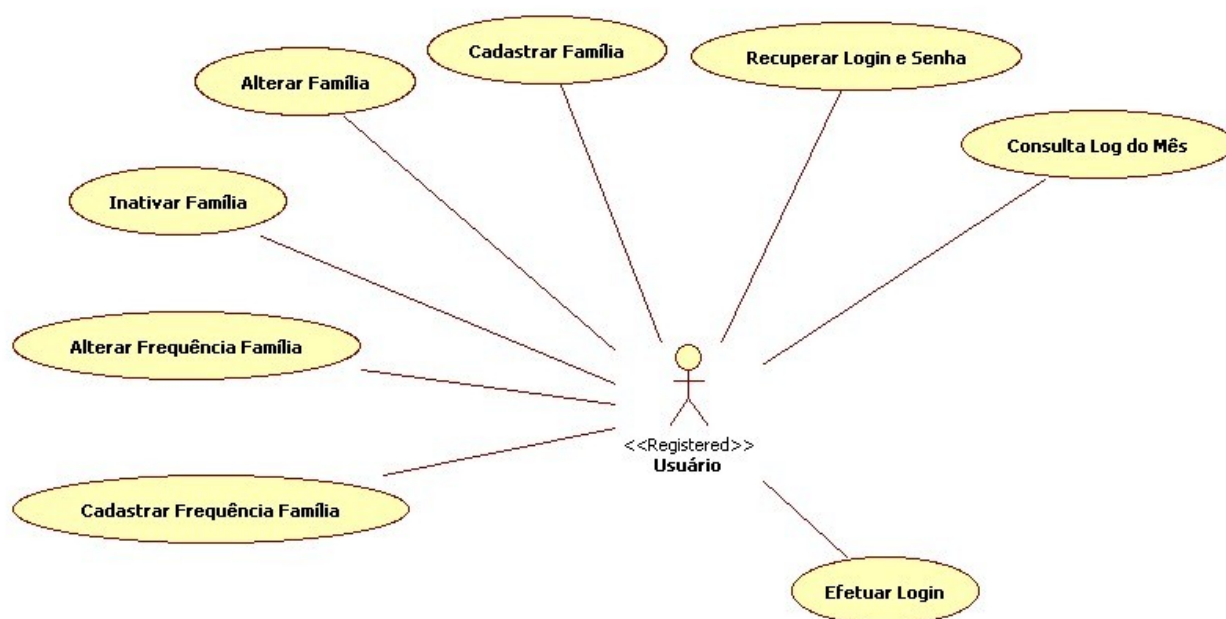 Cadastrar Família
Recuperar Login e Senha
Alterar Família
Consulta Log do Mês
Inativar Família
Alterar Frequência Família
<<Registered>>
Usuário
Cadastrar Frequência Família
Efetuar Login